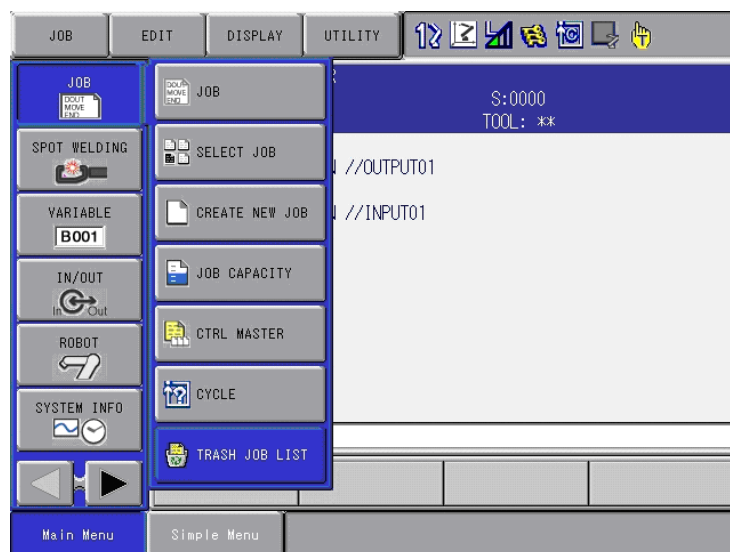 JOB EDIT DISPLAY UTILITY
S:0000
TOOL: **
JOB
DOUT
MOVE
END
SPOT WELDING
VARIABLE
B001
IN/OUT
In Out
ROBOT
SYSTEM INFO
DOUT
MOVE
END
JOB
SELECT JOB
CREATE NEW JOB
JOB CAPACITY
CTRL MASTER
CYCLE
TRASH JOB LIST
//OUTPUT01
//INPUT01
Main Menu Simple Menu